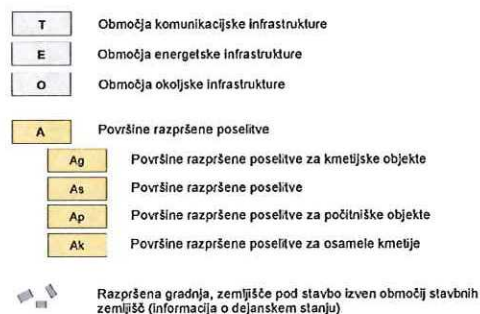 T Območja komunikacijske infrastrukture
E Območja energetske infrastrukture
O Območja okoljske infrastrukture
A Površine razpršene poselitve
Ag Površine razpršene poselitve za kmetijske objekte
As Površine razpršene poselitve
Ap Površine razpršene poselitve za počitniške objekte
Ak Površine razpršene poselitve za osamele kmetije
Razpršena gradnja, zemljišče pod stavbo izven območij stavbnih
zemljišč (informacija o dejanskem stanju)